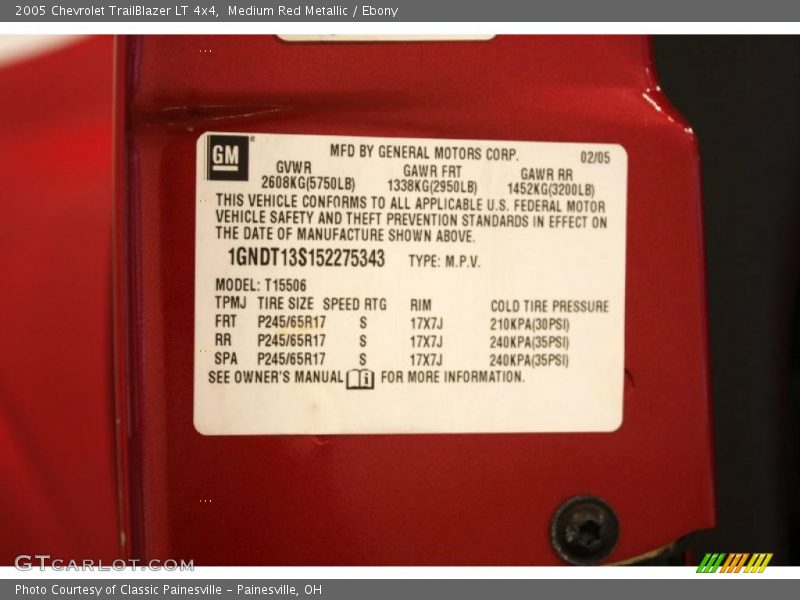 2005 Chevrolet TrailBlazer LT 4x4,  Medium Red Metallic / Ebony
GM
MFD BY GENERAL MOTORS CORP. 02/05
GVWR GAWR FRT GAWR RR
2608KG(5750LB) 1338KG(2950LB) 1452KG(3200LB)
THIS VEHICLE CONFORMS TO ALL APPLICABLE U.S. FEDERAL MOTOR
VEHICLE SAFETY AND THEFT PREVENTION STANDARDS IN EFFECT ON
THE DATE OF MANUFACTURE SHOWN ABOVE.
1GNDT13S152275343 TYPE: M.P.V.
MODEL: T15506
TPMJ TIRE SIZE SPEED RTG RIM COLD TIRE PRESSURE
FRT P245/65R17 S 17X7J 210KPA(30PSI)
RR P245/65R17 S 17X7J 240KPA(35PSI)
SPA P245/65R17 S 17X7J 240KPA(35PSI)
SEE OWNER'S MANUAL FOR MORE INFORMATION.
GTcarlot.com
Photo Courtesy of Classic Painesville - Painesville, OH